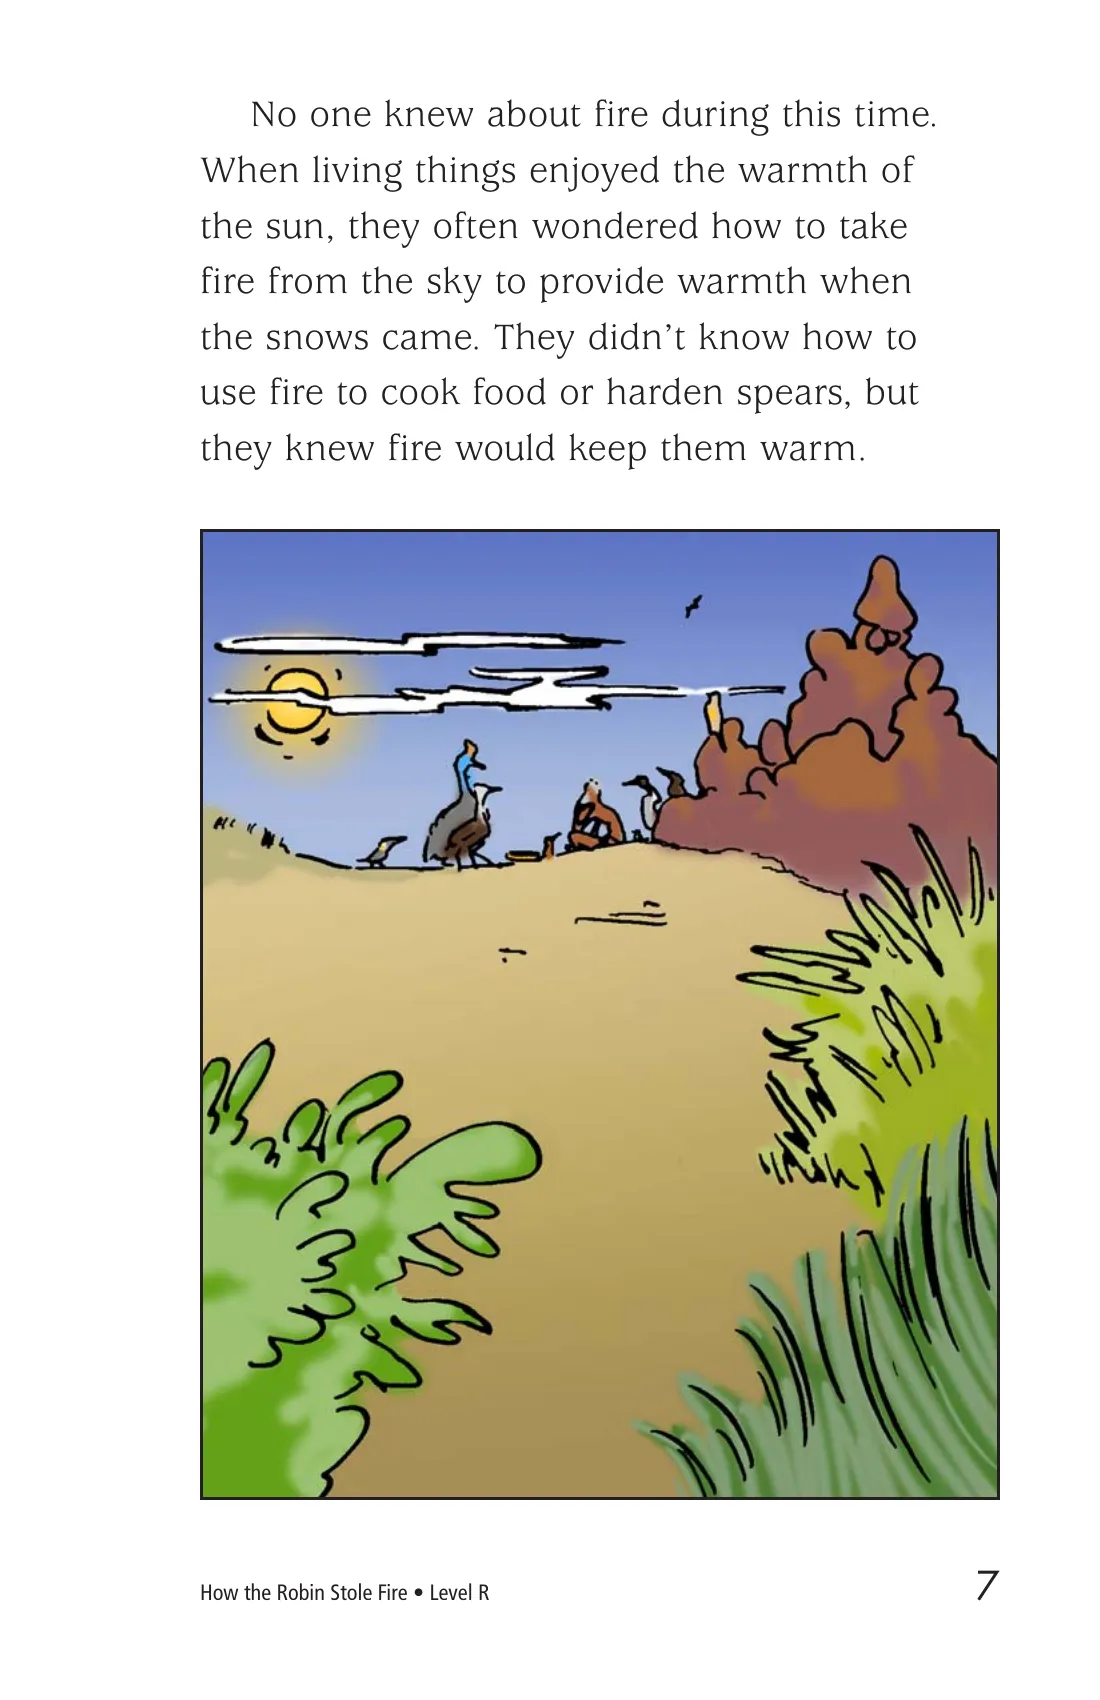 No one knew about fire during this time.
When living things enjoyed the warmth of
the sun, they often wondered how to take
fire from the sky to provide warmth when
the snows came. They didn’t know how to
use fire to cook food or harden spears, but
they knew fire would keep them warm.
How the Robin Stole Fire • Level R
7